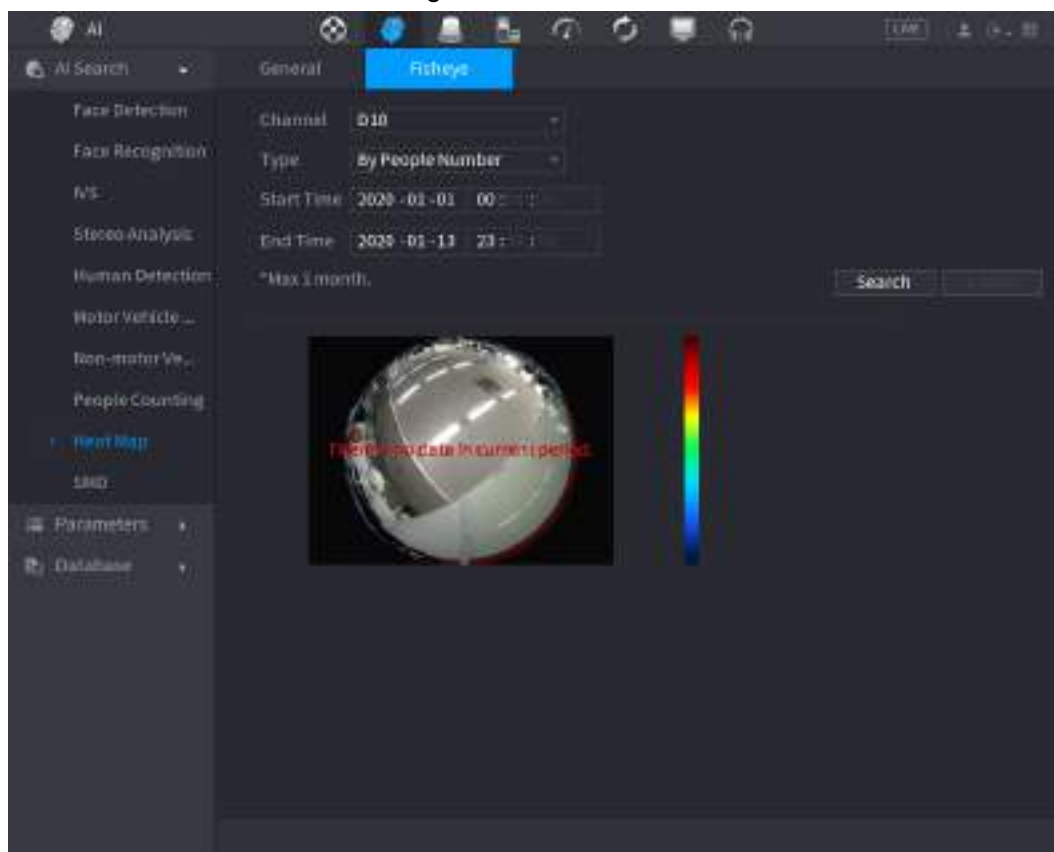 AI
LIVE
AI Search
General Fisheye
Face Detection
Channel D10
Face Recognition
Type By People Number
IVS
Start Time 2020 -01 -01 00 : :
Stereo Analysis
End Time 2020 -01 -13 23 : :
Human Detection
*Max 1 month.
Search
Motor Vehicle ...
Non-motor Ve...
People Counting
Heat Map
There is no data in current period.
SMD
Parameters
Database